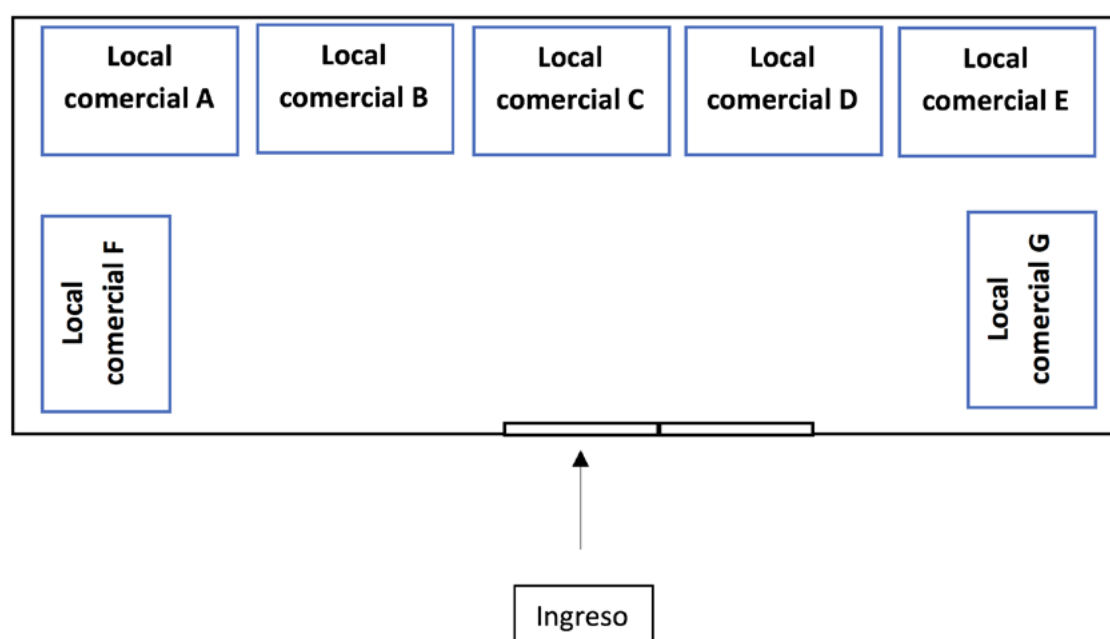 Local
comercial A
Local
comercial B
Local
comercial C
Local
comercial D
Local
comercial E
Local
comercial F
Local
comercial G
Ingreso